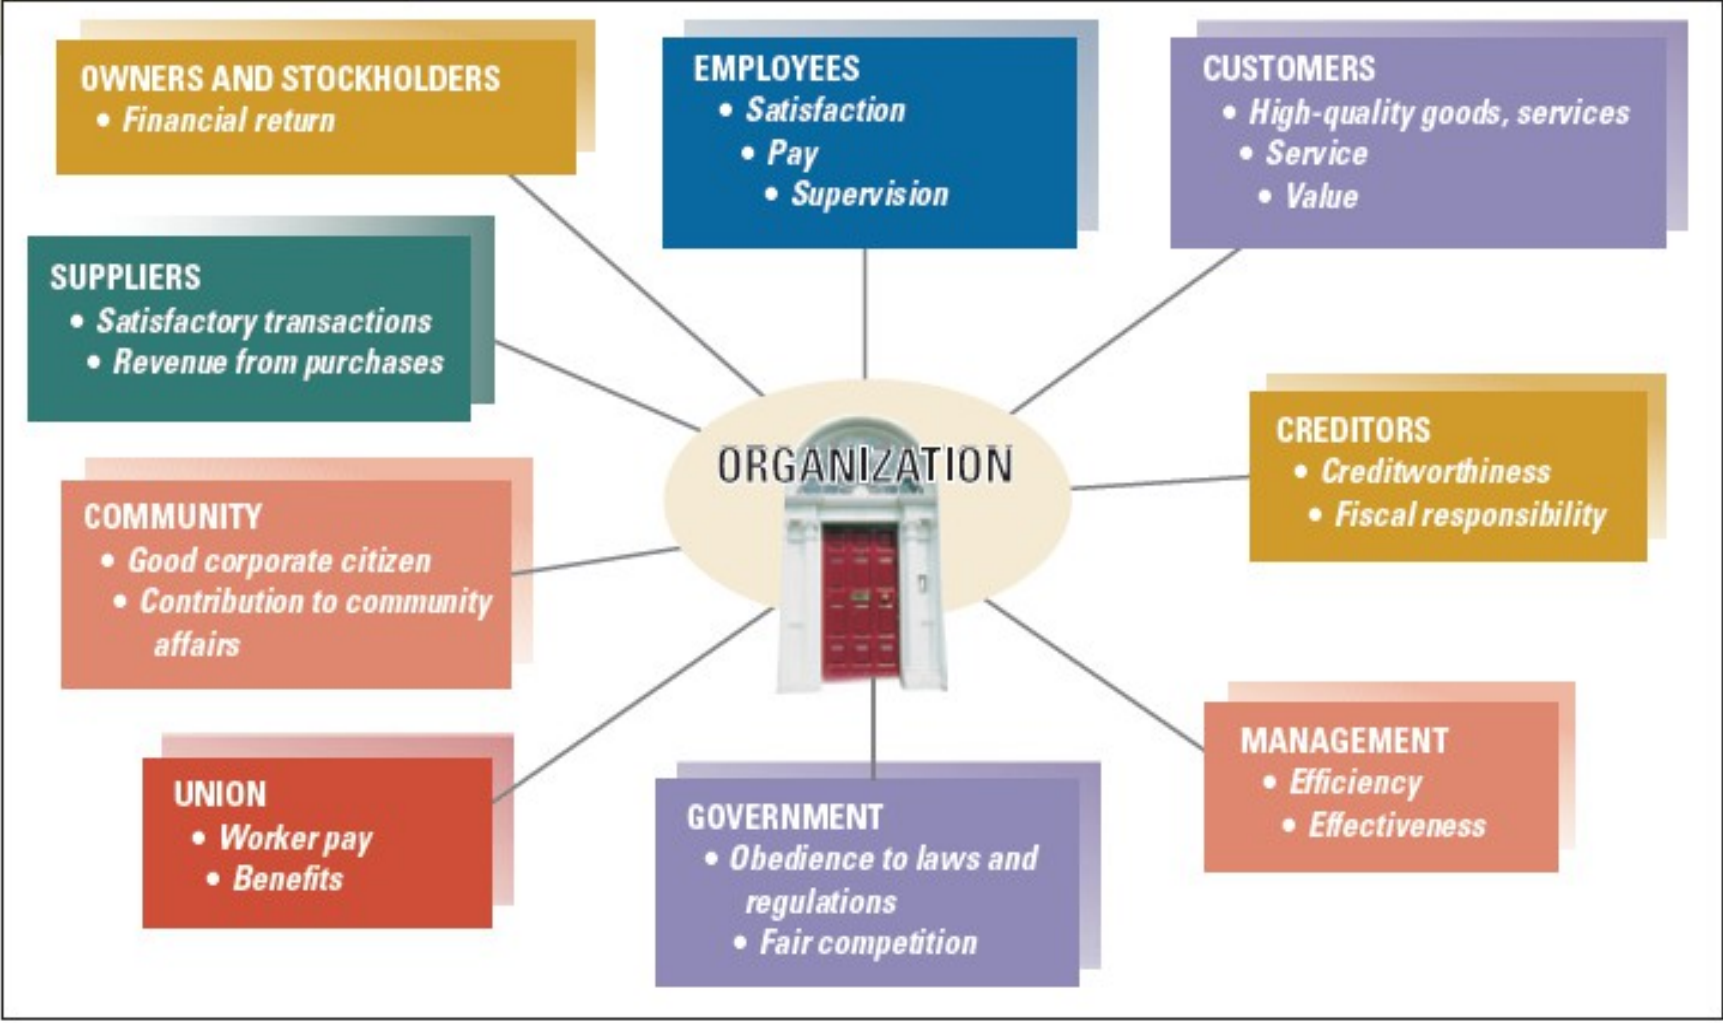 OWNERS AND STOCKHOLDERS
• Financial return
EMPLOYEES
• Satisfaction
• Pay
• Supervision
CUSTOMERS
• High-quality goods, services
• Service
• Value
SUPPLIERS
• Satisfactory transactions
• Revenue from purchases
ORGANIZATION
CREDITORS
• Creditworthiness
• Fiscal responsibility
COMMUNITY
• Good corporate citizen
• Contribution to community
affairs
MANAGEMENT
• Efficiency
• Effectiveness
UNION
• Worker pay
• Benefits
GOVERNMENT
• Obedience to laws and
regulations
• Fair competition